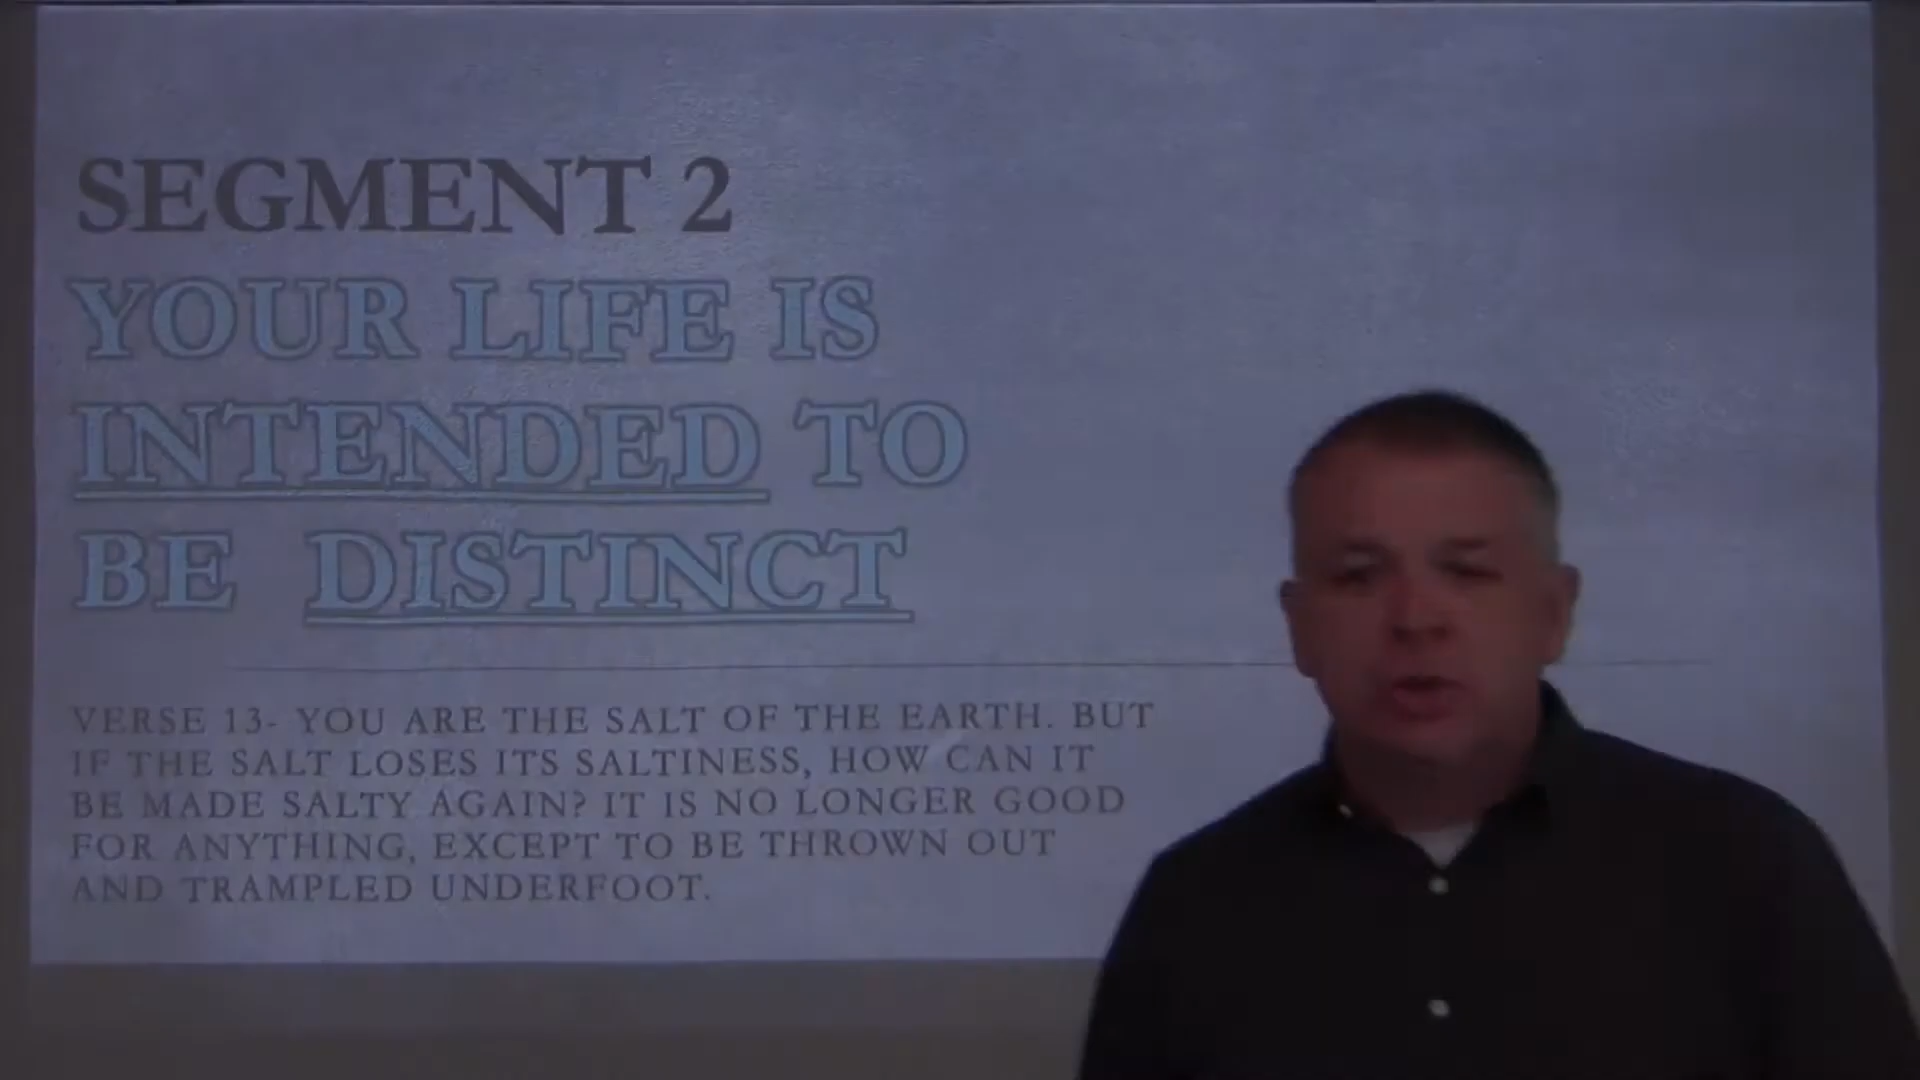 SEGMENT 2
YOUR LIFE IS
INTENDED TO
BE DISTINCT
VERSE 13- YOU ARE THE SALT OF THE EARTH. BUT
IF THE SALT LOSES ITS SALTINESS, HOW CAN IT
BE MADE SALTY AGAIN? IT IS NO LONGER GOOD
FOR ANYTHING, EXCEPT TO BE THROWN OUT
AND TRAMPLED UNDERFOOT.